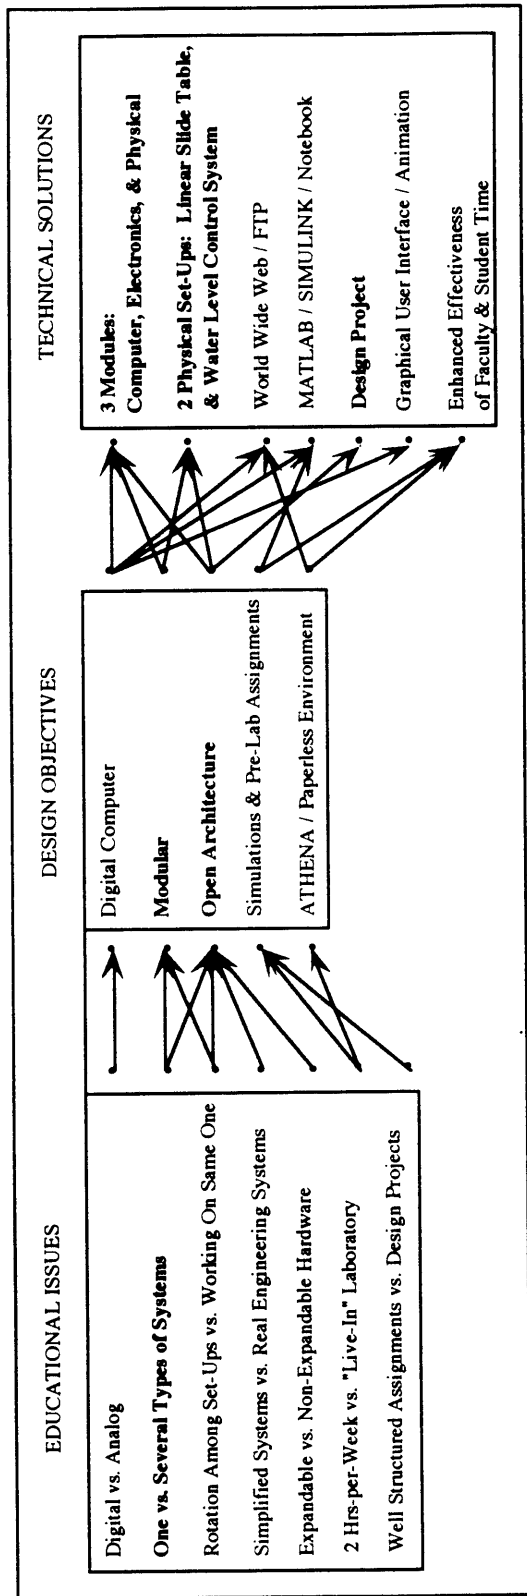 EDUCATIONAL ISSUES
Digital vs. Analog
One vs. Several Types of Systems
Rotation Among Set-Ups vs. Working On Same One
Simplified Systems vs. Real Engineering Systems
Expandable vs. Non-Expandable Hardware
2 Hrs-per-Week vs. "Live-In" Laboratory
Well Structured Assignments vs. Design Projects
DESIGN OBJECTIVES
Digital Computer
Modular
Open Architecture
Simulations & Pre-Lab Assignments
ATHENA / Paperless Environment
TECHNICAL SOLUTIONS
3 Modules:
Computer, Electronics, & Physical
2 Physical Set-Ups: Linear Slide Table,
& Water Level Control System
World Wide Web / FTP
MATLAB / SIMULINK / Notebook
Design Project
Graphical User Interface / Animation
Enhanced Effectiveness
of Faculty & Student Time